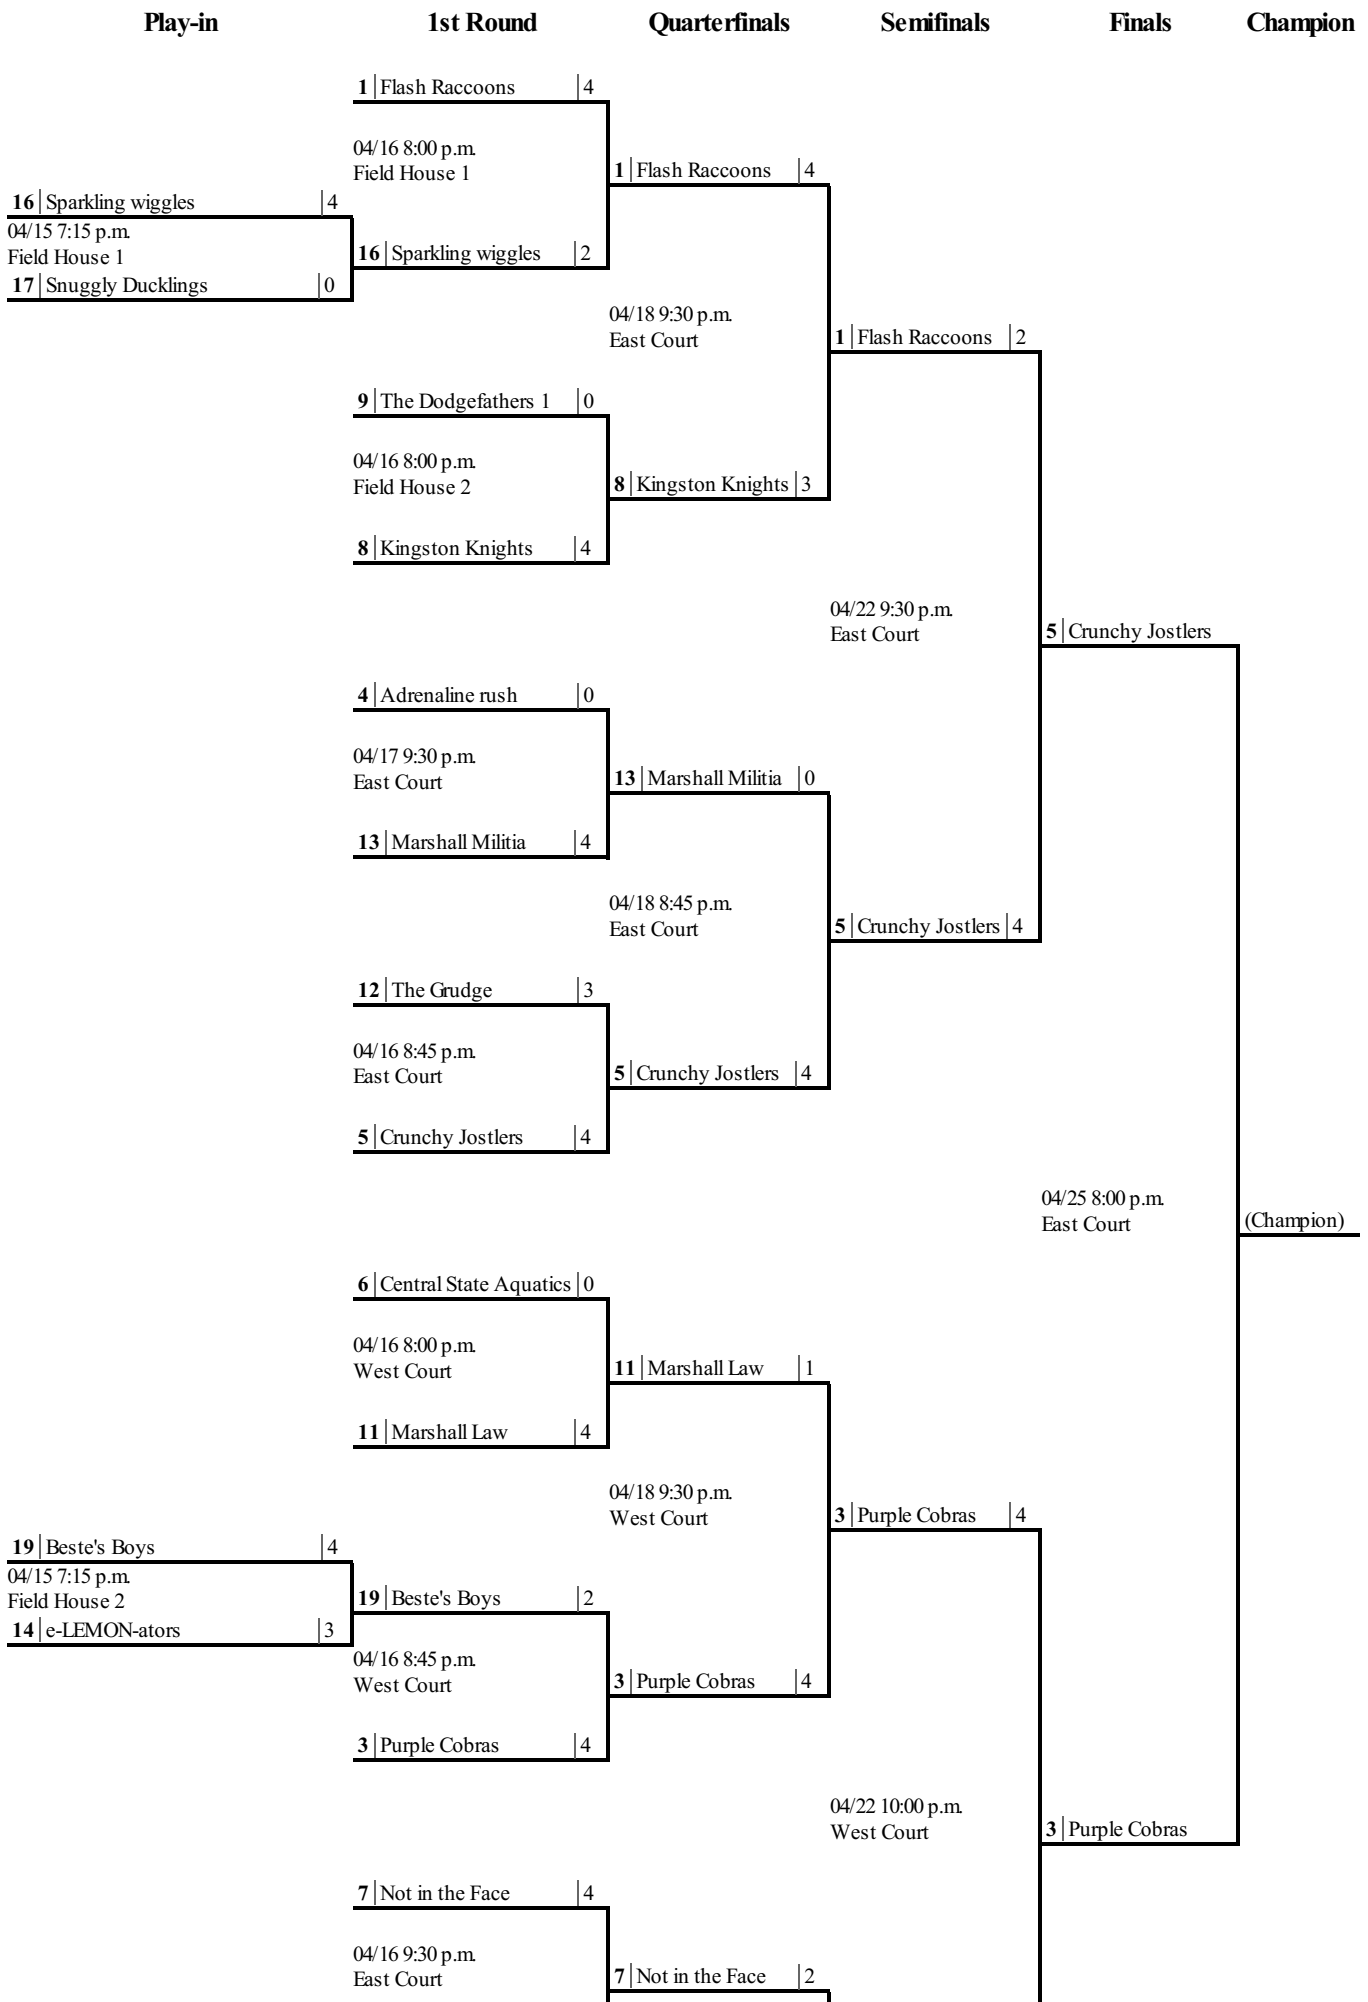 Play-in 1st Round Quarterfinals Semifinals Finals Champion
1 Flash Raccoons 4
04/16 8:00 p.m.
Field House 1
1 Flash Raccoons 4
16 Sparkling wiggles 4
04/15 7:15 p.m.
Field House 1
16 Sparkling wiggles 2
17 Snuggly Ducklings 0
04/18 9:30 p.m.
East Court
1 Flash Raccoons 2
9 The Dodgefathers 1 0
04/16 8:00 p.m.
Field House 2
8 Kingston Knights 3
8 Kingston Knights 4
04/22 9:30 p.m.
East Court
5 Crunchy Jostlers
4 Adrenaline rush 0
04/17 9:30 p.m.
East Court
13 Marshall Militia 0
13 Marshall Militia 4
04/18 8:45 p.m.
East Court
5 Crunchy Jostlers 4
12 The Grudge 3
04/16 8:45 p.m.
East Court
5 Crunchy Jostlers 4
5 Crunchy Jostlers 4
04/25 8:00 p.m.
East Court
(Champion)
6 Central State Aquatics 0
04/16 8:00 p.m.
West Court
11 Marshall Law 1
11 Marshall Law 4
04/18 9:30 p.m.
West Court
3 Purple Cobras 4
19 Beste's Boys 4
04/15 7:15 p.m.
Field House 2
19 Beste's Boys 2
14 e-LEMON-ators 3
04/16 8:45 p.m.
West Court
3 Purple Cobras 4
3 Purple Cobras 4
04/22 10:00 p.m.
West Court
3 Purple Cobras
7 Not in the Face 4
04/16 9:30 p.m.
East Court
7 Not in the Face 2